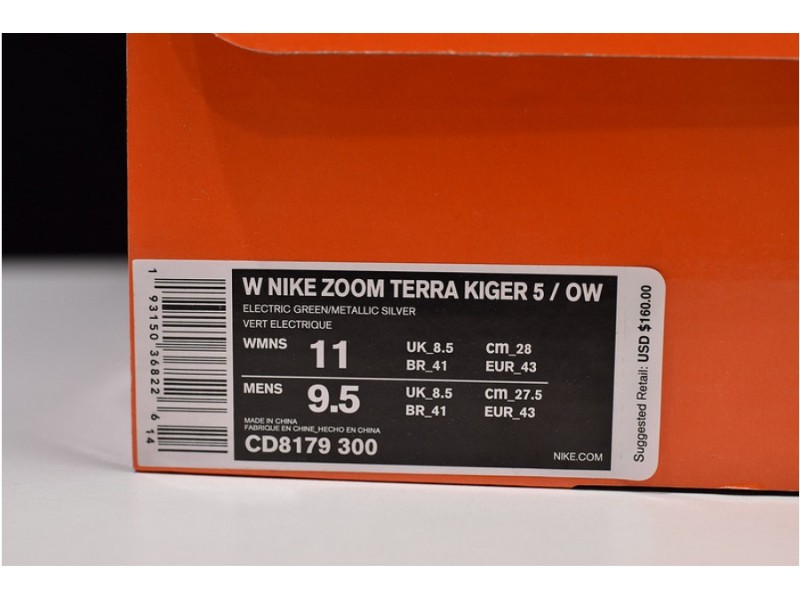 W NIKE ZOOM TERRA KIGER 5 / OW
ELECTRIC GREEN/METALLIC SILVER
VERT ELECTRIQUE
WMNS 11 UK_8.5 cm_28
BR_41 EUR_43
MENS 9.5 UK_8.5 cm_27.5
BR_41 EUR_43
MADE IN CHINA
FABRIQUE EN CHINE_HECHO EN CHINA
CD8179 300
NIKE.COM
1 93150 36822 6 14
Suggested Retail: USD $160.00